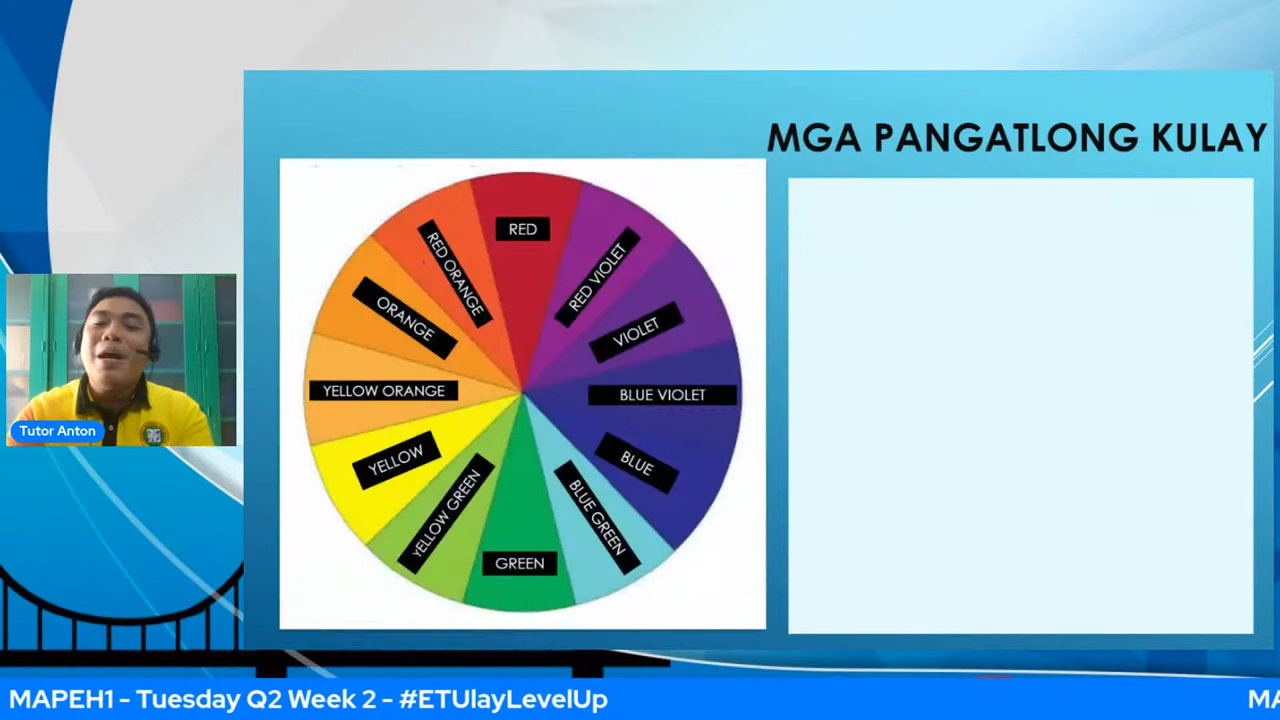 MGA PANGATLONG KULAY
RED
RED ORANGE
RED VIOLET
ORANGE
VIOLET
YELLOW ORANGE
BLUE VIOLET
YELLOW
BLUE
YELLOW GREEN
BLUE GREEN
GREEN
Tutor Anton
MAPEH1 - Tuesday Q2 Week 2 - #ETUlayLevelUp
MA